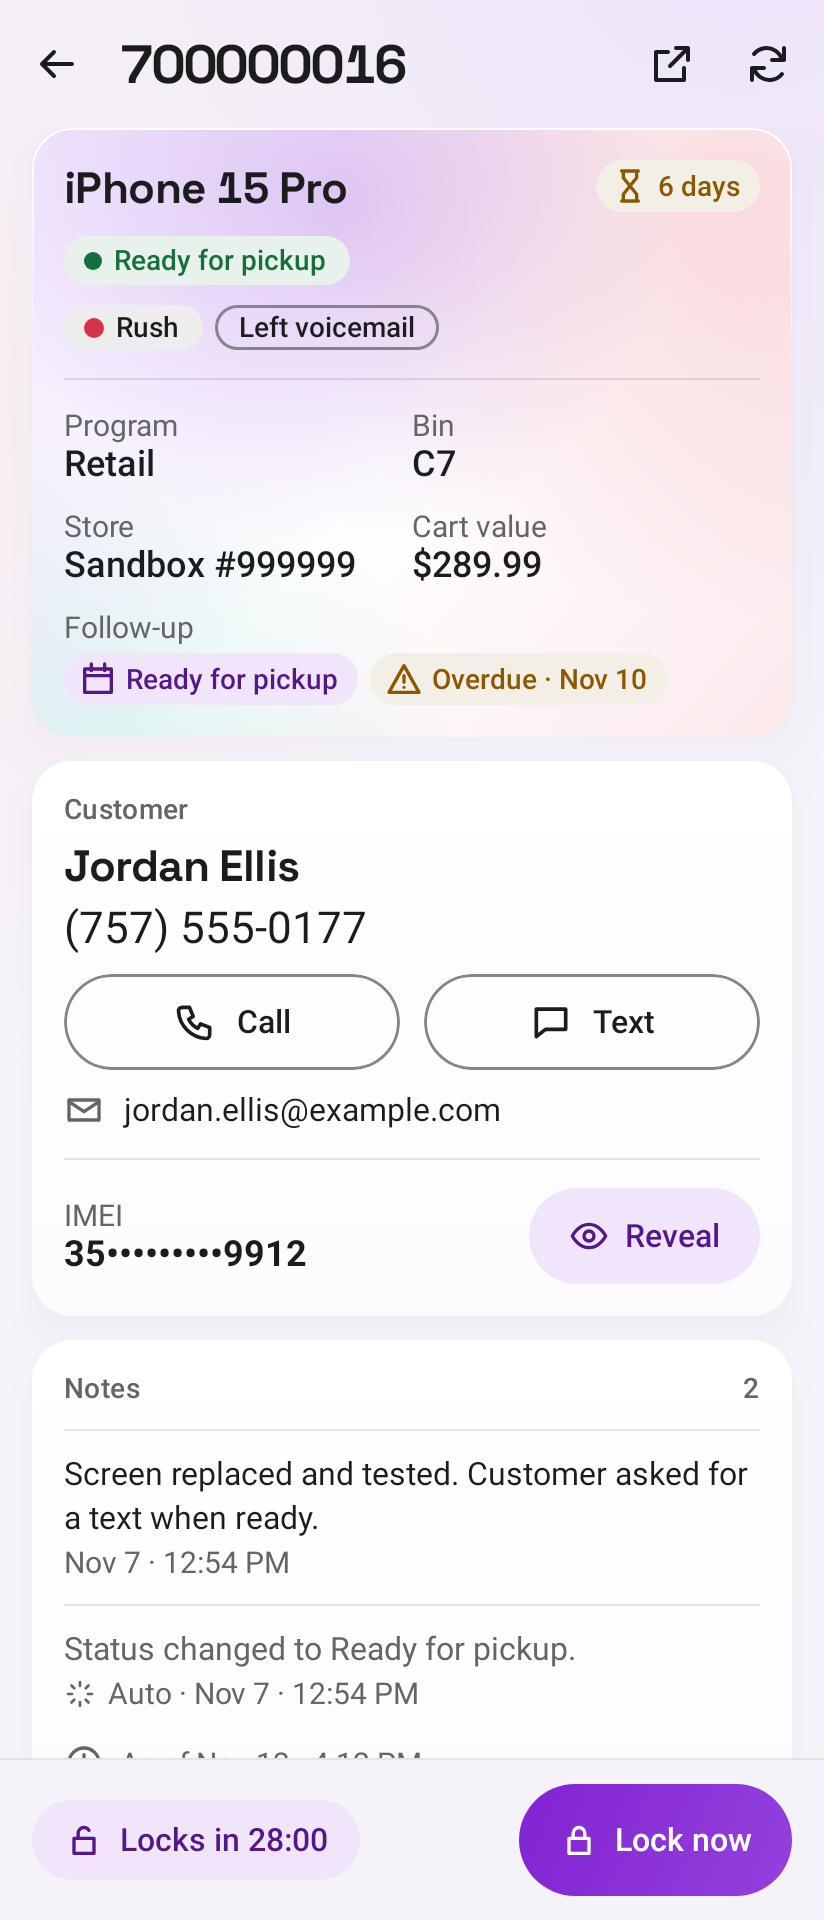 700000016
iPhone 15 Pro
6 days
Ready for pickup
Rush
Left voicemail
Program
Retail
Bin
C7
Store
Sandbox #999999
Cart value
$289.99
Follow-up
Ready for pickup
Overdue · Nov 10
Customer
Jordan Ellis
(757) 555-0177
Call
Text
jordan.ellis@example.com
IMEI
35•••••••••9912
Reveal
Notes
2
Screen replaced and tested. Customer asked for
a text when ready.
Nov 7 · 12:54 PM
Status changed to Ready for pickup.
Auto · Nov 7 · 12:54 PM
Locks in 28:00
Lock now